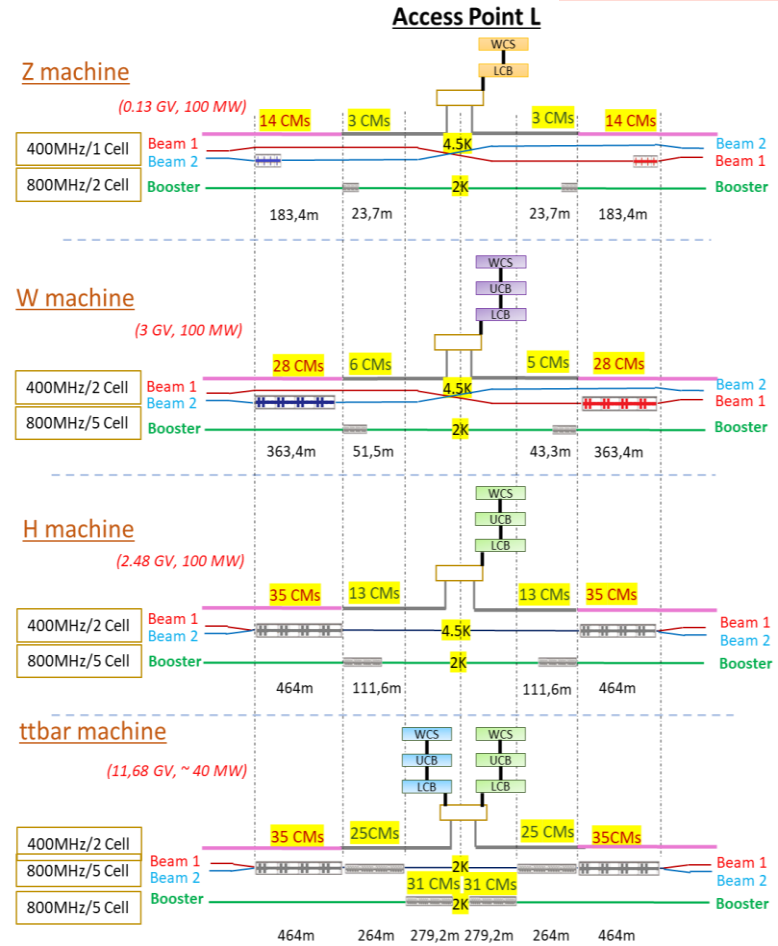 Access Point L
WCS
LCB
Z machine
(0.13 GV, 100 MW)
14 CMs 3 CMs 3 CMs 14 CMs
400MHz/1 Cell Beam 1 4.5K Beam 2
Beam 2 Beam 1
800MHz/2 Cell Booster 2K Booster
183,4m 23,7m 23,7m 183,4m
WCS
UCB
LCB
W machine
(3 GV, 100 MW)
28 CMs 6 CMs 5 CMs 28 CMs
400MHz/2 Cell Beam 1 4.5K Beam 2
Beam 2 Beam 1
800MHz/5 Cell Booster 2K Booster
363,4m 51,5m 43,3m 363,4m
WCS
UCB
LCB
H machine
(2.48 GV, 100 MW)
35 CMs 13 CMs 13 CMs 35 CMs
400MHz/2 Cell Beam 1 4.5K Beam 1
Beam 2 Beam 2
800MHz/5 Cell Booster 2K Booster
464m 111,6m 111,6m 464m
ttbar machine
WCS WCS
UCB UCB
LCB LCB
(11,68 GV, ~ 40 MW)
35 CMs 25CMs 25 CMs 35CMs
400MHz/2 Cell Beam 1 2K Beam 1
800MHz/5 Cell Beam 2 Beam 2
31 CMs 31 CMs
800MHz/5 Cell Booster 2K Booster
464m 264m 279,2m 279,2m 264m 464m